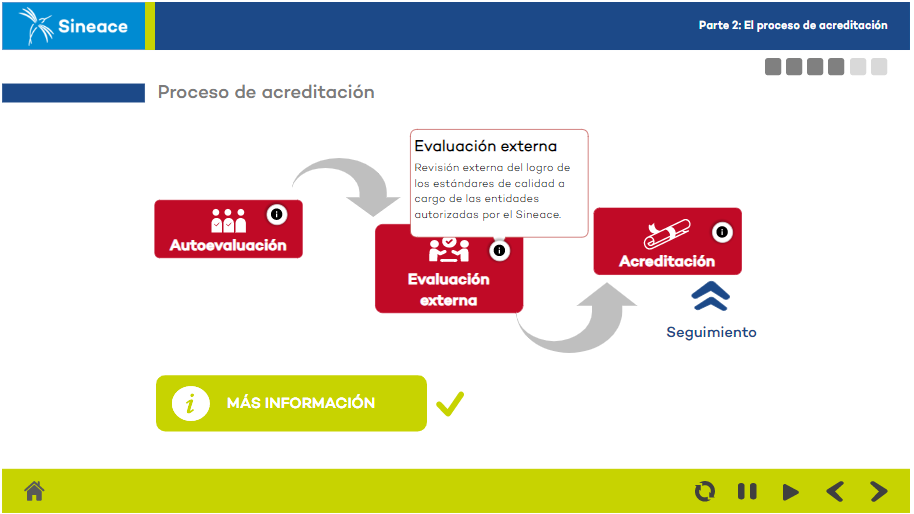 Sineace
Parte 2: El proceso de acreditación
Proceso de acreditación
Evaluación externa
Revisión externa del logro de
los estándares de calidad a
cargo de las entidades
autorizadas por el Sineace.
Autoevaluación
Evaluación
externa
Acreditación
Seguimiento
MÁS INFORMACIÓN